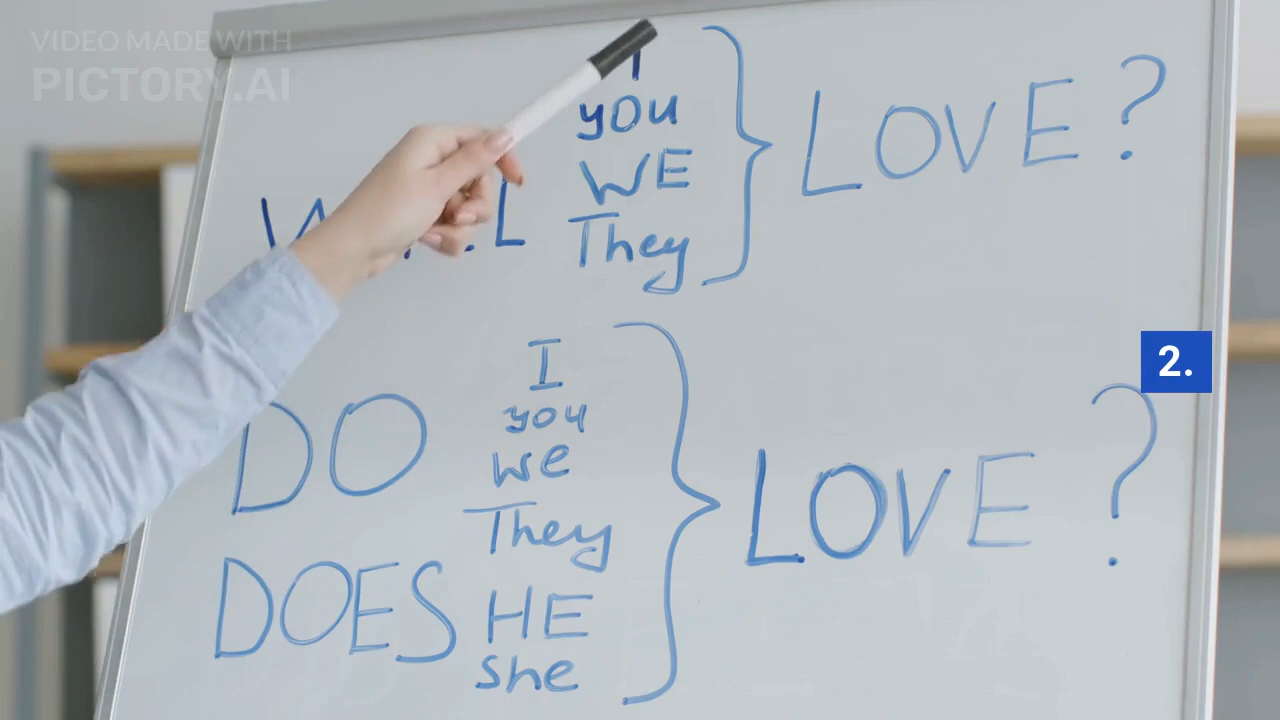 VIDEO MADE WITH
PICTORY.AI
I
you
WE
They
LOVE?
2.
DO
I
you
we
They
DOES
HE
she
LOVE?